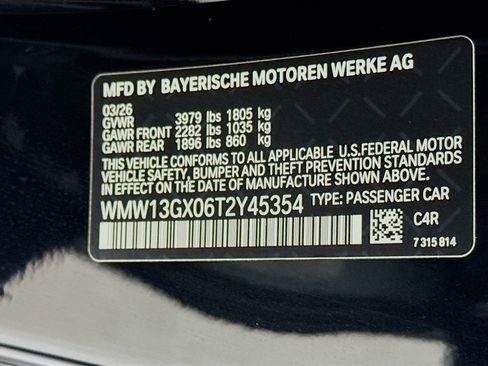 MFD BY BAYERISCHE MOTOREN WERKE AG
03/26
GVWR 3979 lbs 1805 kg
GAWR FRONT 2282 lbs 1035 kg
GAWR REAR 1896 lbs 860 kg
THIS VEHICLE CONFORMS TO ALL APPLICABLE U.S.FEDERAL MOTOR
VEHICLE SAFETY, BUMPER AND THEFT PREVENTION STANDARDS
IN EFFECT ON THE DATE OF MANUFACTURE SHOWN ABOVE.
WMW13GX06T2Y45354 TYPE: PASSENGER CAR
C4R
7 315 814